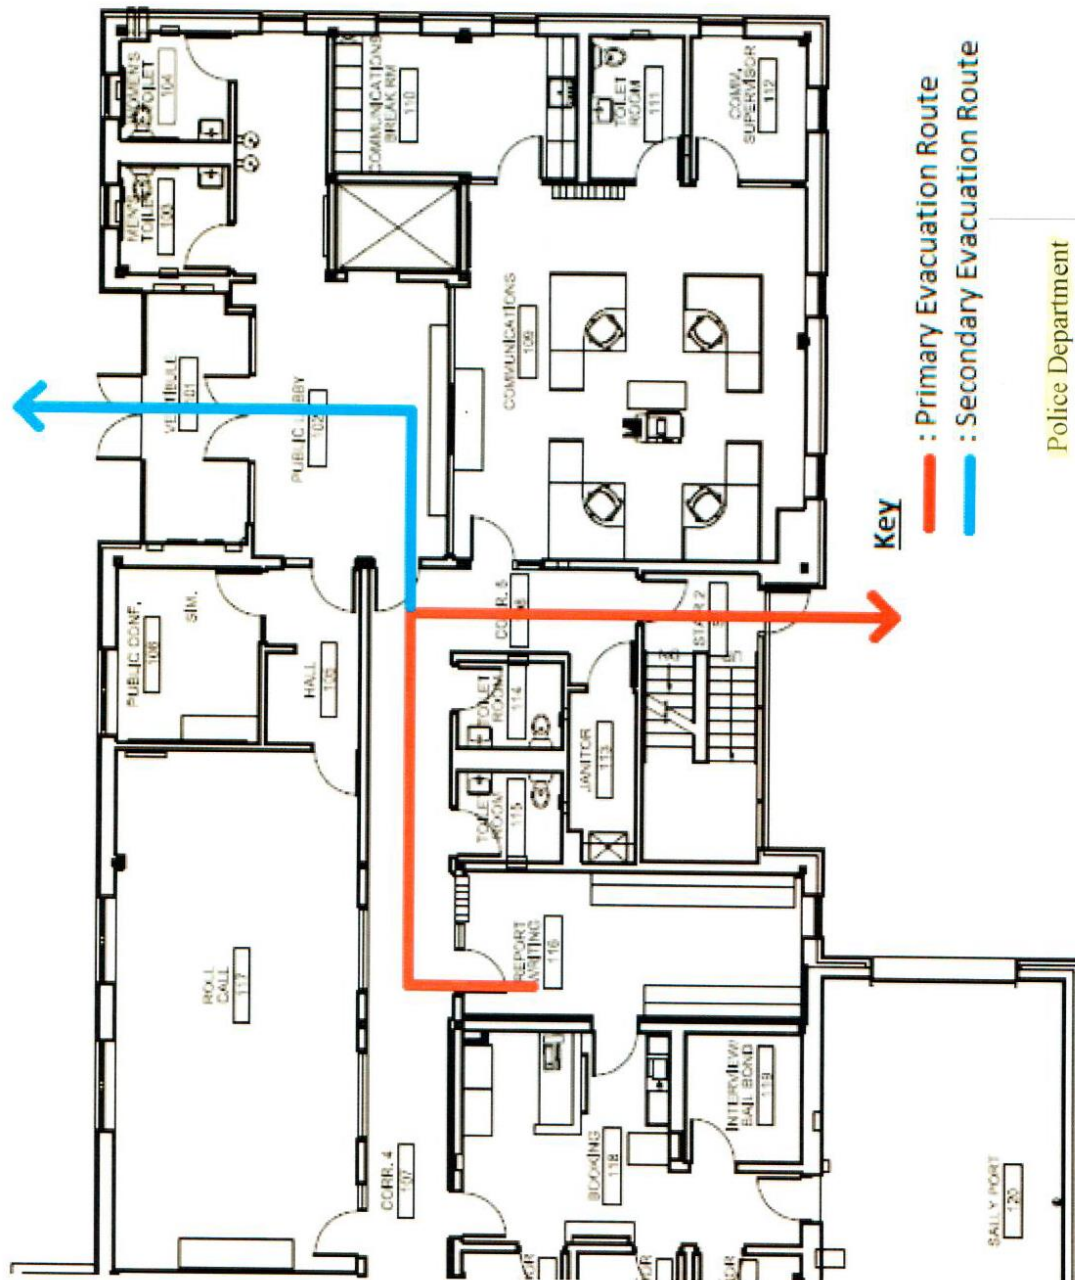 WOMEN'S
TOILET
104
MEN'S
TOILET
103
COMMUNICATIONS
BREAK RM
110
TOILET
ROOM
111
COMM.
SUPERVISOR
112
VESTIBULE
101
PUBLIC LOBBY
102
COMMUNICATIONS
109
PUBLIC CONF.
106
SIM.
HALL
105
CORR. 5
STAIR 2
TOILET
ROOM
114
JANITOR
113
TOILET
ROOM
115
ROLL
CALL
117
REPORT
WRITING
116
CORR. 4
107
BOOKING
118
INTERVIEW/
BAIL BOND
119
SALLY PORT
120
Key
: Primary Evacuation Route
: Secondary Evacuation Route
Police Department